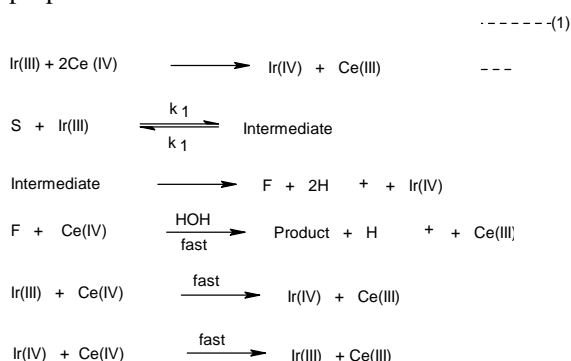 - - - - - - -(1)
Ir(III) + 2Ce (IV) ⟶ Ir(IV) + Ce(III) - - -
k 1
S + Ir(III) ⇌ Intermediate
k 1
Intermediate ⟶ F + 2H + + Ir(IV)
HOH
F + Ce(IV) ⟶ Product + H + + Ce(III)
fast
fast
Ir(III) + Ce(IV) ⟶ Ir(IV) + Ce(III)
fast
Ir(IV) + Ce(IV) ⟶ Ir(III) + Ce(III)